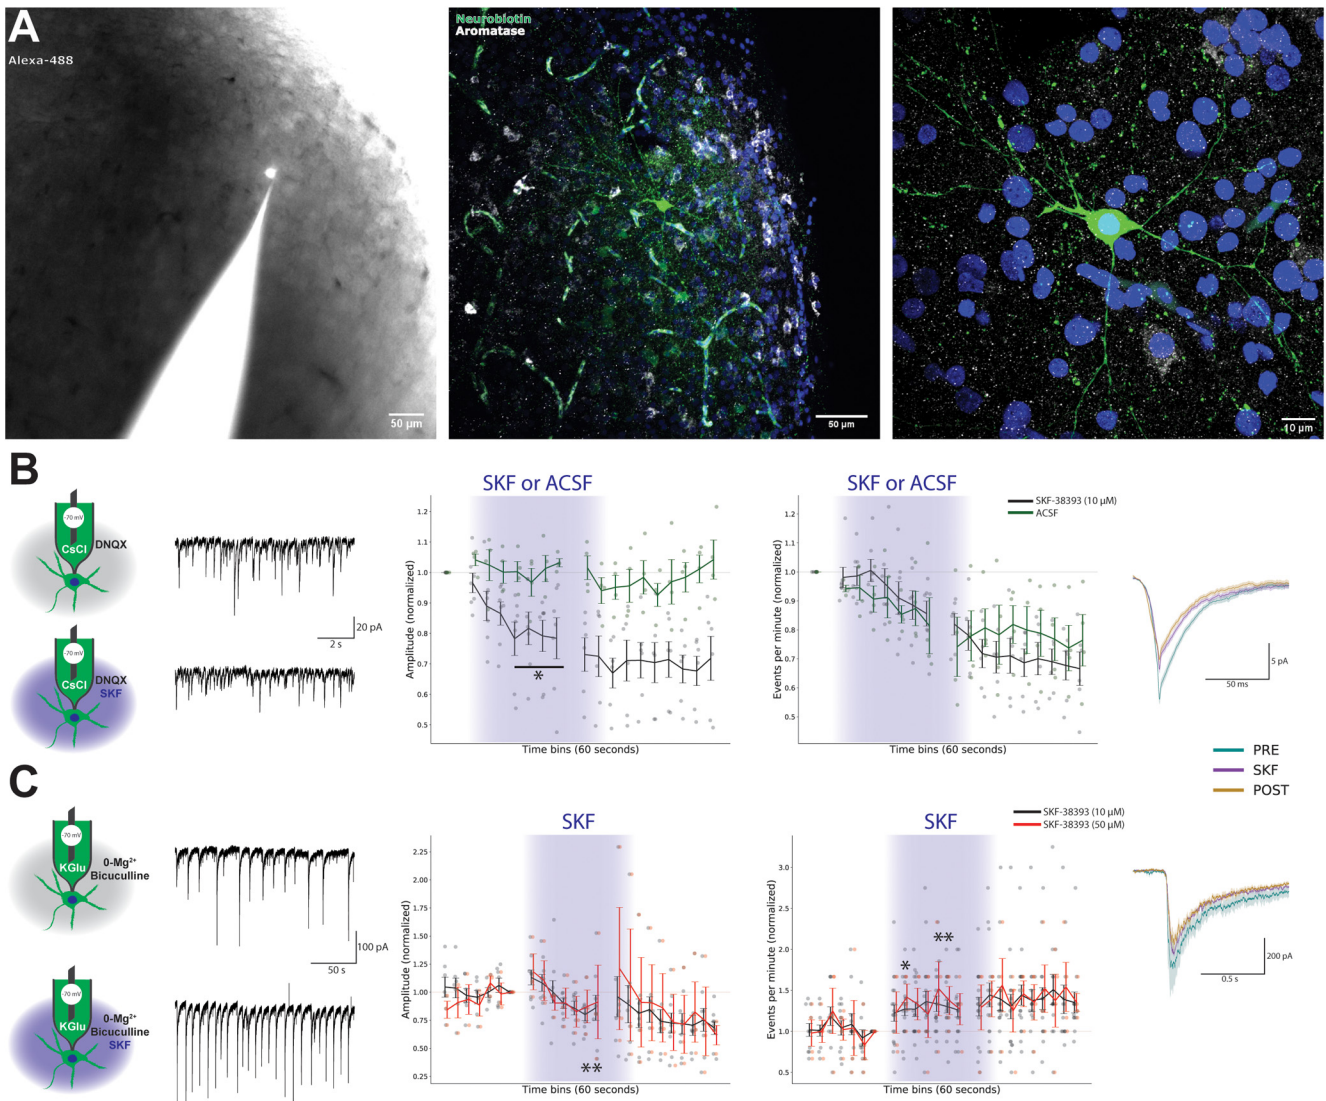 A
Alexa-488
50 µm
Neurobiotin
Aromatase
50 µm
10 µm
B
-70 mV
CsCl
DNQX
-70 mV
CsCl
DNQX
SKF
20 pA
2 s
SKF or ACSF
Amplitude (normalized)
1.2
1.1
1.0
0.9
0.8
0.7
0.6
0.5
*
Time bins (60 seconds)
SKF or ACSF
SKF-38393 (10 µM)
ACSF
Events per minute (normalized)
1.2
1.1
1.0
0.9
0.8
0.7
0.6
0.5
Time bins (60 seconds)
5 pA
50 ms
PRE
SKF
POST
C
-70 mV
KGlu
0-Mg²⁺
Bicuculline
-70 mV
KGlu
0-Mg²⁺
Bicuculline
SKF
100 pA
50 s
SKF
Amplitude (normalized)
2.25
2.00
1.75
1.50
1.25
1.00
0.75
0.50
0.25
**
Time bins (60 seconds)
SKF
SKF-38393 (10 µM)
SKF-38393 (50 µM)
Events per minute (normalized)
3.0
2.5
2.0
1.5
1.0
0.5
*
**
Time bins (60 seconds)
200 pA
0.5 s